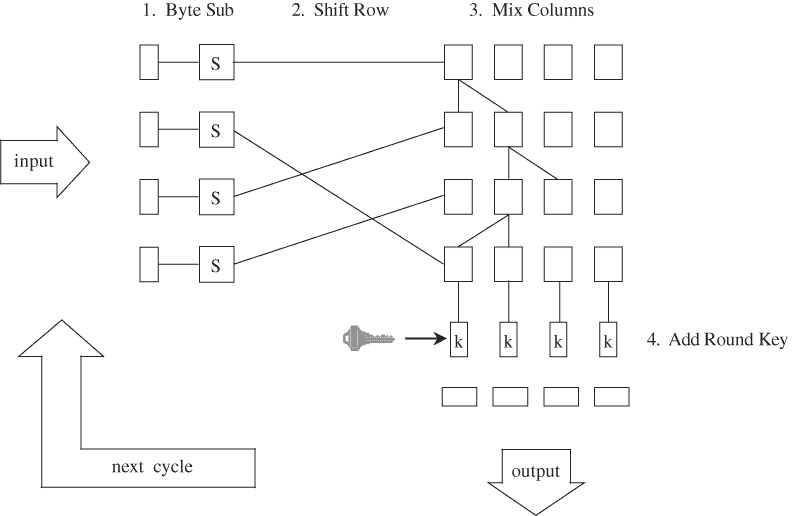 1. Byte Sub
2. Shift Row
3. Mix Columns
S
S
input
S
S
k
k
k
k
4. Add Round Key
next cycle
output